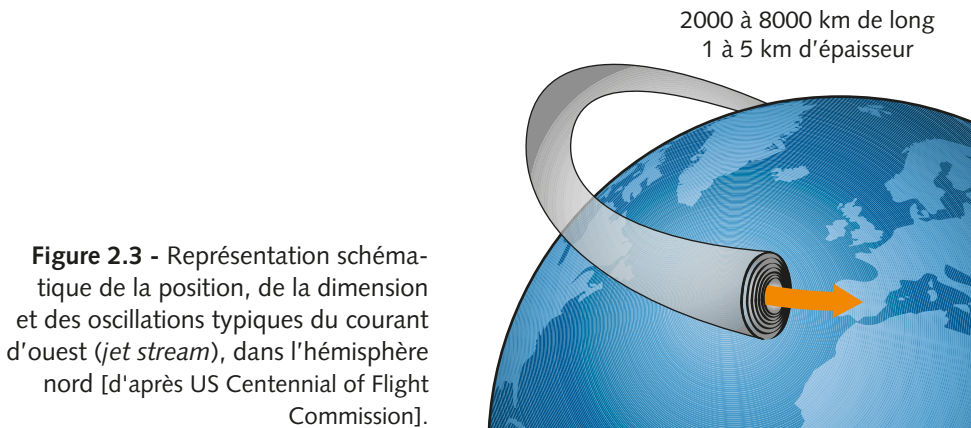 2000 à 8000 km de long
1 à 5 km d'épaisseur
Figure 2.3 - Représentation schéma-
tique de la position, de la dimension
et des oscillations typiques du courant
d'ouest (jet stream), dans l'hémisphère
nord [d'après US Centennial of Flight
Commission].